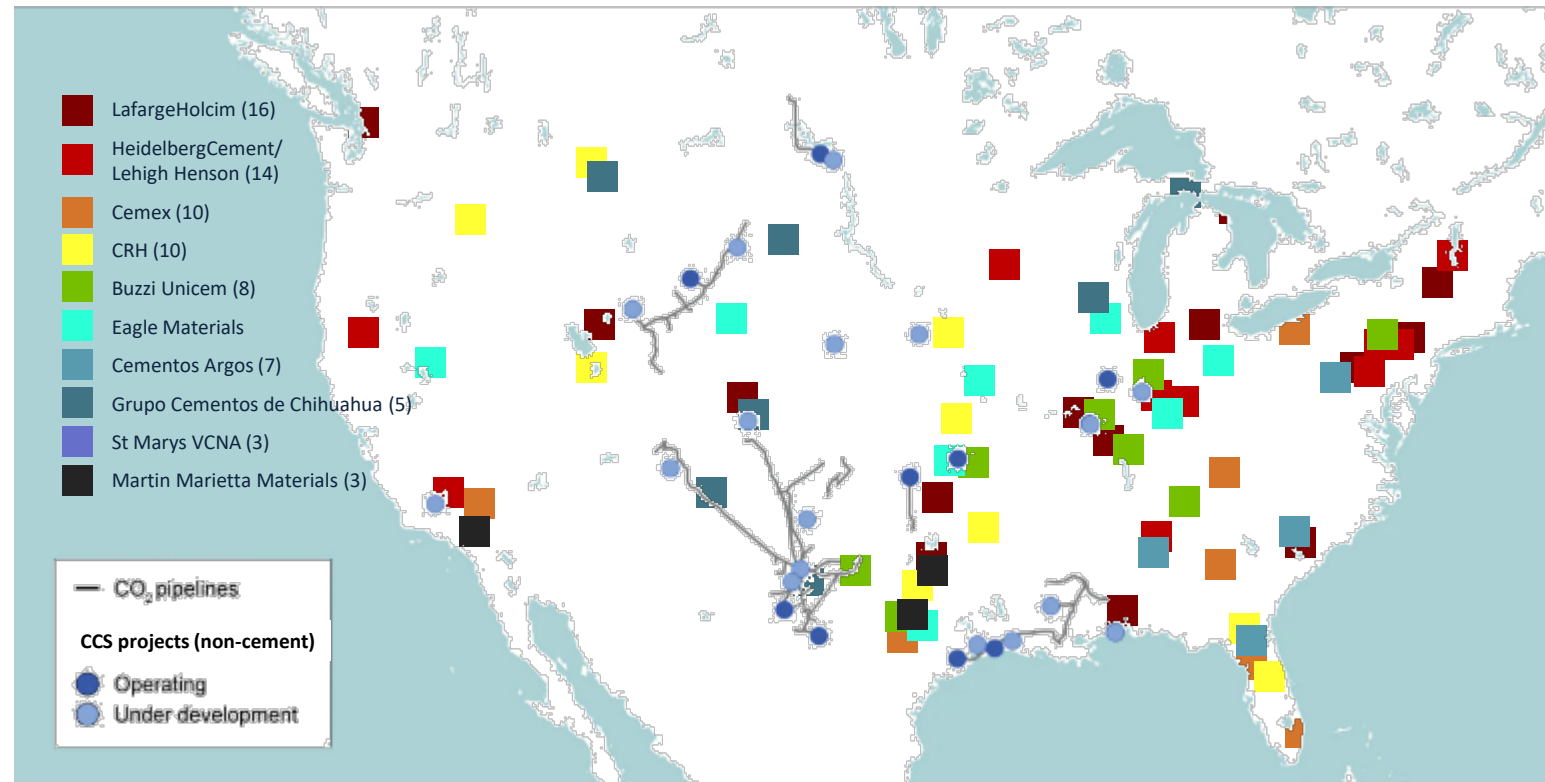 LafargeHolcim (16)
HeidelbergCement/
Lehigh Henson (14)
Cemex (10)
CRH (10)
Buzzi Unicem (8)
Eagle Materials
Cementos Argos (7)
Grupo Cementos de Chihuahua (5)
St Marys VCNA (3)
Martin Marietta Materials (3)
CO₂ pipelines
CCS projects (non-cement)
Operating
Under development